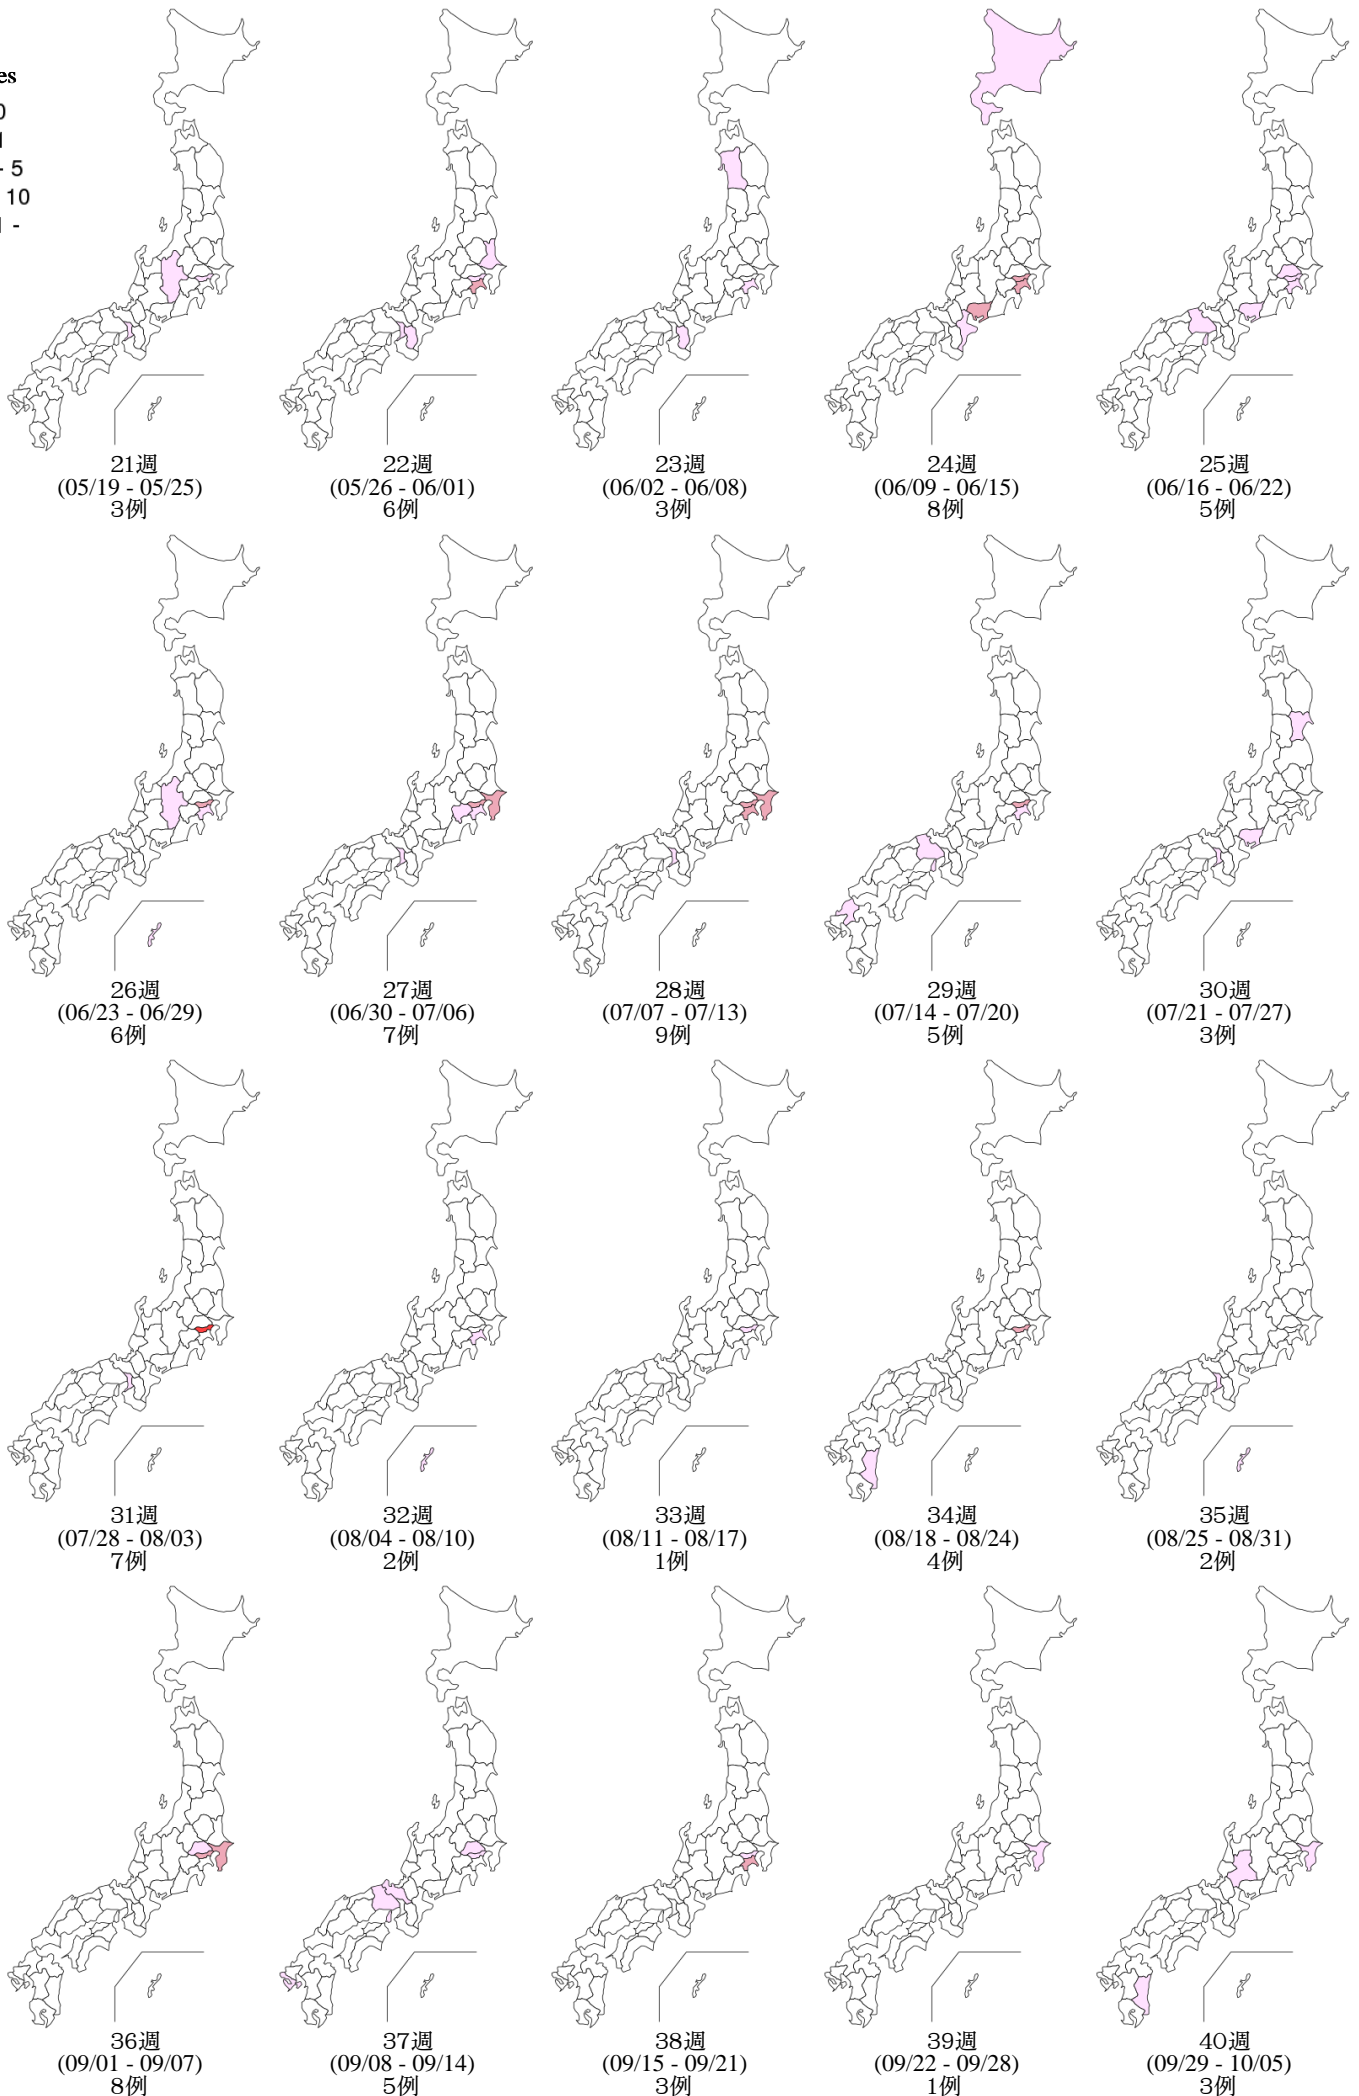 es
0
1
- 5
10
-
21週
(05/19 - 05/25)
3例
22週
(05/26 - 06/01)
6例
23週
(06/02 - 06/08)
3例
24週
(06/09 - 06/15)
8例
25週
(06/16 - 06/22)
5例
26週
(06/23 - 06/29)
6例
27週
(06/30 - 07/06)
7例
28週
(07/07 - 07/13)
9例
29週
(07/14 - 07/20)
5例
30週
(07/21 - 07/27)
3例
31週
(07/28 - 08/03)
7例
32週
(08/04 - 08/10)
2例
33週
(08/11 - 08/17)
1例
34週
(08/18 - 08/24)
4例
35週
(08/25 - 08/31)
2例
36週
(09/01 - 09/07)
8例
37週
(09/08 - 09/14)
5例
38週
(09/15 - 09/21)
3例
39週
(09/22 - 09/28)
1例
40週
(09/29 - 10/05)
3例